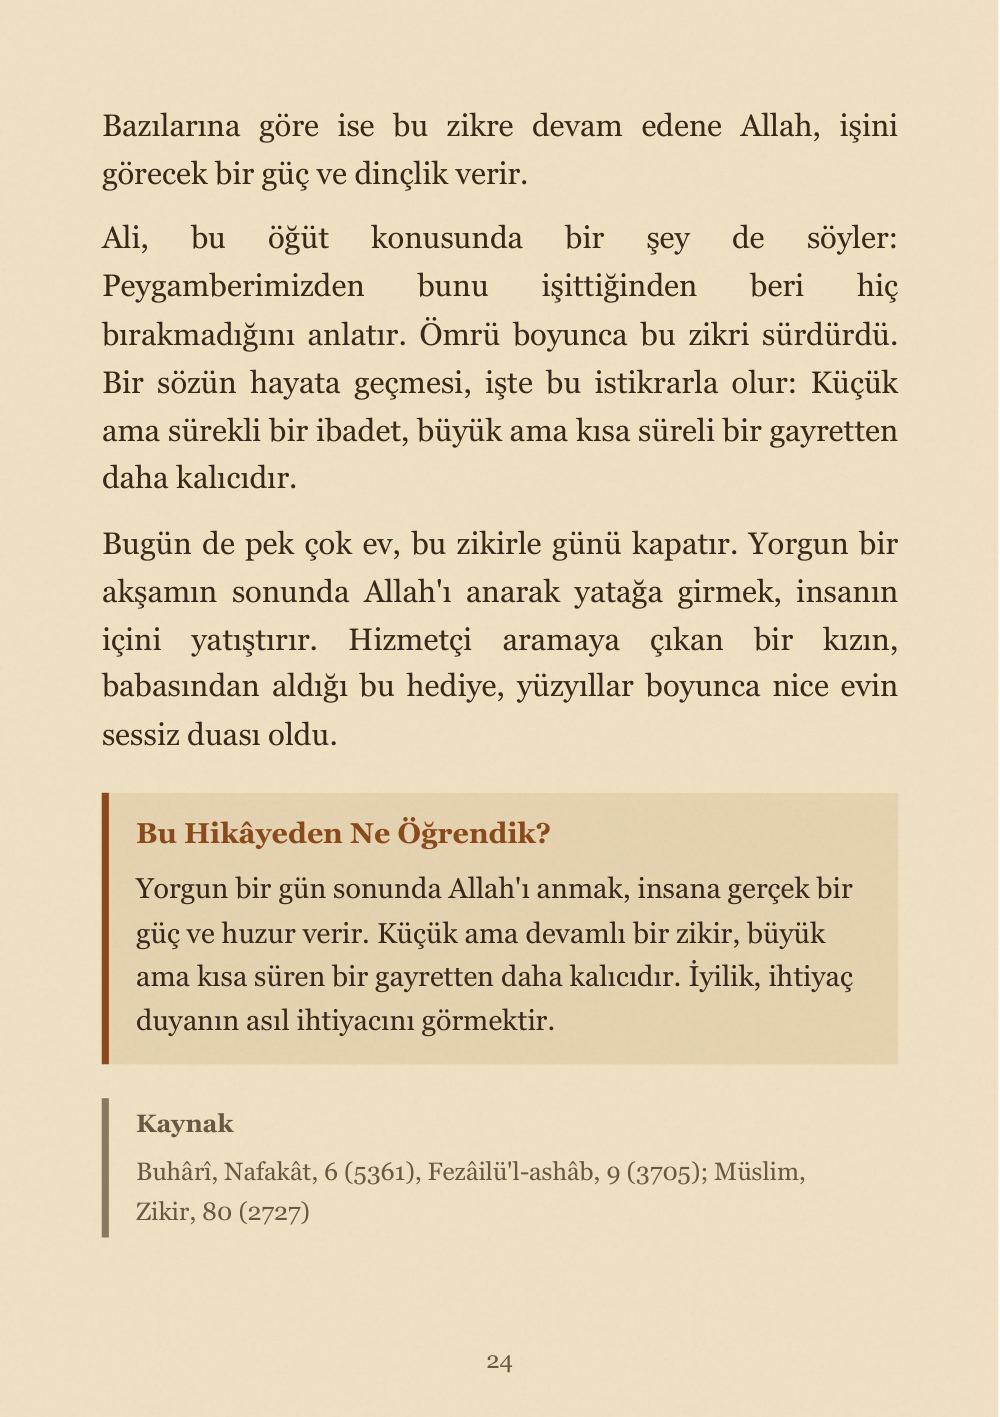 Bazılarına göre ise bu zikre devam edene Allah, işini
görecek bir güç ve dinçlik verir.
Ali, bu öğüt konusunda bir şey de söyler:
Peygamberimizden bunu işittiğinden beri hiç
bırakmadığını anlatır. Ömrü boyunca bu zikri sürdürdü.
Bir sözün hayata geçmesi, işte bu istikrarla olur: Küçük
ama sürekli bir ibadet, büyük ama kısa süreli bir gayretten
daha kalıcıdır.
Bugün de pek çok ev, bu zikirle günü kapatır. Yorgun bir
akşamın sonunda Allah'ı anarak yatağa girmek, insanın
içini yatıştırır. Hizmetçi aramaya çıkan bir kızın,
babasından aldığı bu hediye, yüzyıllar boyunca nice evin
sessiz duası oldu.
Bu Hikâyeden Ne Öğrendik?
Yorgun bir gün sonunda Allah'ı anmak, insana gerçek bir
güç ve huzur verir. Küçük ama devamlı bir zikir, büyük
ama kısa süren bir gayretten daha kalıcıdır. İyilik, ihtiyaç
duyanın asıl ihtiyacını görmektir.
Kaynak
Buhârî, Nafakât, 6 (5361), Fezâilü'l-ashâb, 9 (3705); Müslim,
Zikir, 80 (2727)
24